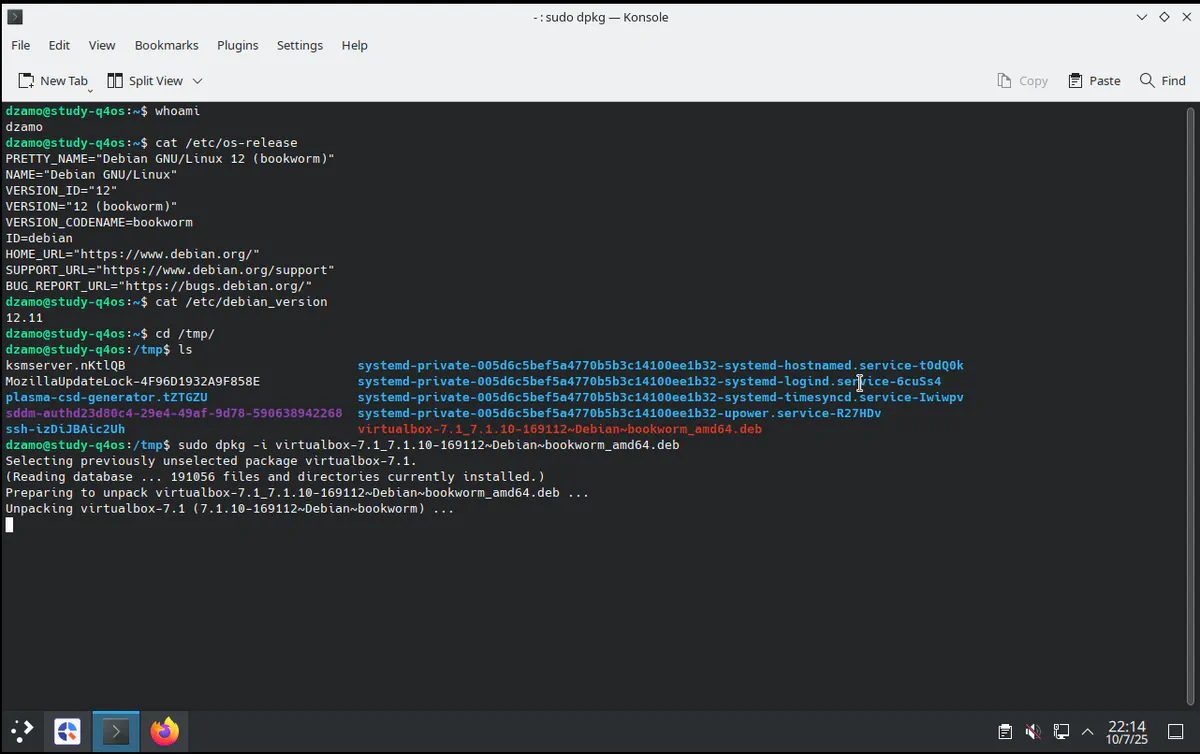 - : sudo dpkg — Konsole
File Edit View Bookmarks Plugins Settings Help
New Tab Split View Copy Paste Find
dzamo@study-q4os:~$ whoami
dzamo
dzamo@study-q4os:~$ cat /etc/os-release
PRETTY_NAME="Debian GNU/Linux 12 (bookworm)"
NAME="Debian GNU/Linux"
VERSION_ID="12"
VERSION="12 (bookworm)"
VERSION_CODENAME=bookworm
ID=debian
HOME_URL="https://www.debian.org/"
SUPPORT_URL="https://www.debian.org/support"
BUG_REPORT_URL="https://bugs.debian.org/"
dzamo@study-q4os:~$ cat /etc/debian_version
12.11
dzamo@study-q4os:~$ cd /tmp/
dzamo@study-q4os:/tmp$ ls
ksmserver.nKtlQB systemd-private-005d6c5bef5a4770b5b3c14100ee1b32-systemd-hostnamed.service-t0dQ0k
MozillaUpdateLock-4F96D1932A9F858E systemd-private-005d6c5bef5a4770b5b3c14100ee1b32-systemd-logind.service-6cuSs4
plasma-csd-generator.tZTGZU systemd-private-005d6c5bef5a4770b5b3c14100ee1b32-systemd-timesyncd.service-Iwiwpv
sddm-authd23d80c4-29e4-49af-9d78-590638942268 systemd-private-005d6c5bef5a4770b5b3c14100ee1b32-upower.service-R27HDv
ssh-izDiJBAic2Uh virtualbox-7.1_7.1.10-169112~Debian~bookworm_amd64.deb
dzamo@study-q4os:/tmp$ sudo dpkg -i virtualbox-7.1_7.1.10-169112~Debian~bookworm_amd64.deb
Selecting previously unselected package virtualbox-7.1.
(Reading database ... 191056 files and directories currently installed.)
Preparing to unpack virtualbox-7.1_7.1.10-169112~Debian~bookworm_amd64.deb ...
Unpacking virtualbox-7.1 (7.1.10-169112~Debian~bookworm) ...
22:14
10/7/25